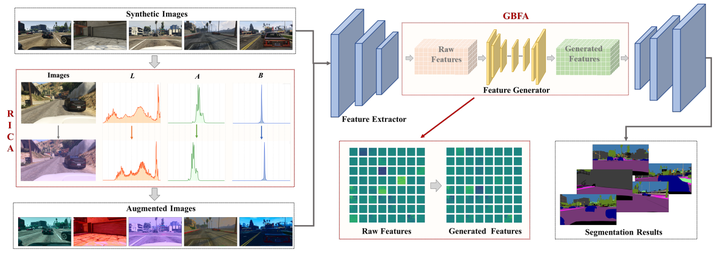 Synthetic Images
Images
L
A
B
RICA
Augmented Images
Feature Extractor
GBFA
Raw
Features
Generated
Features
Feature Generator
Raw Features
Generated Features
Segmentation Results